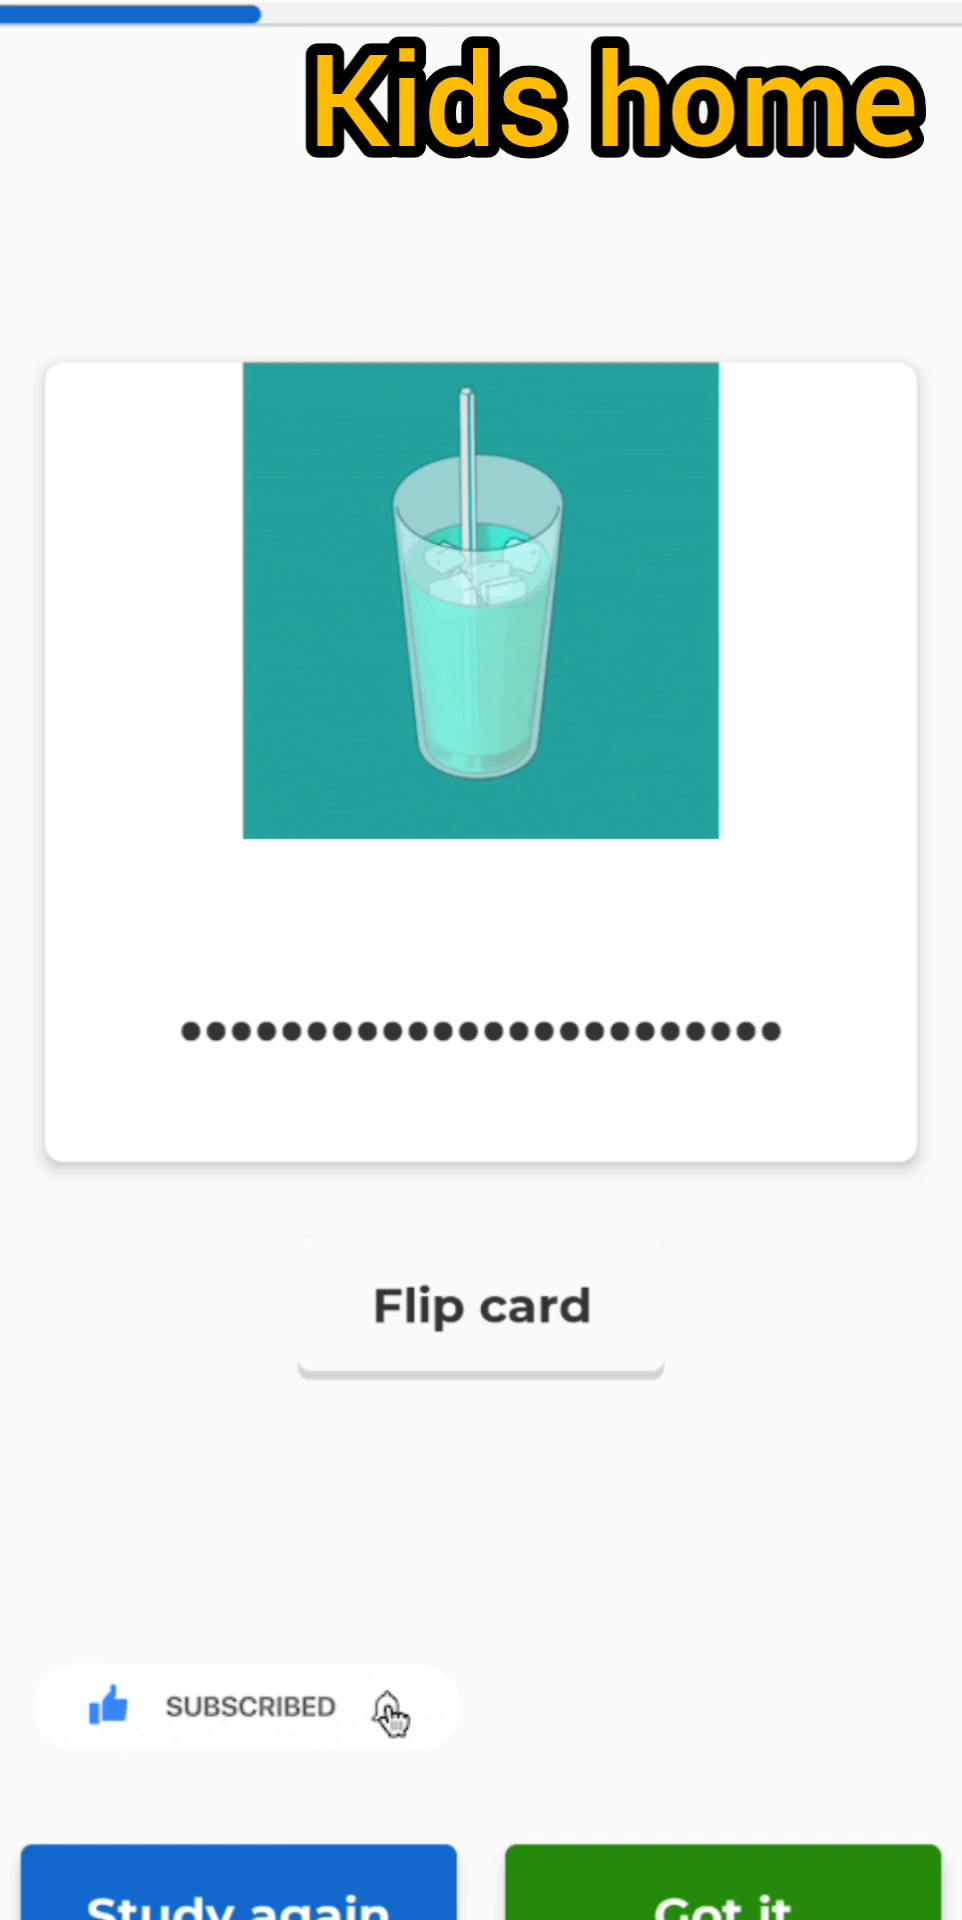 Kids home
........................
Flip card
SUBSCRIBED
Study again
Got it